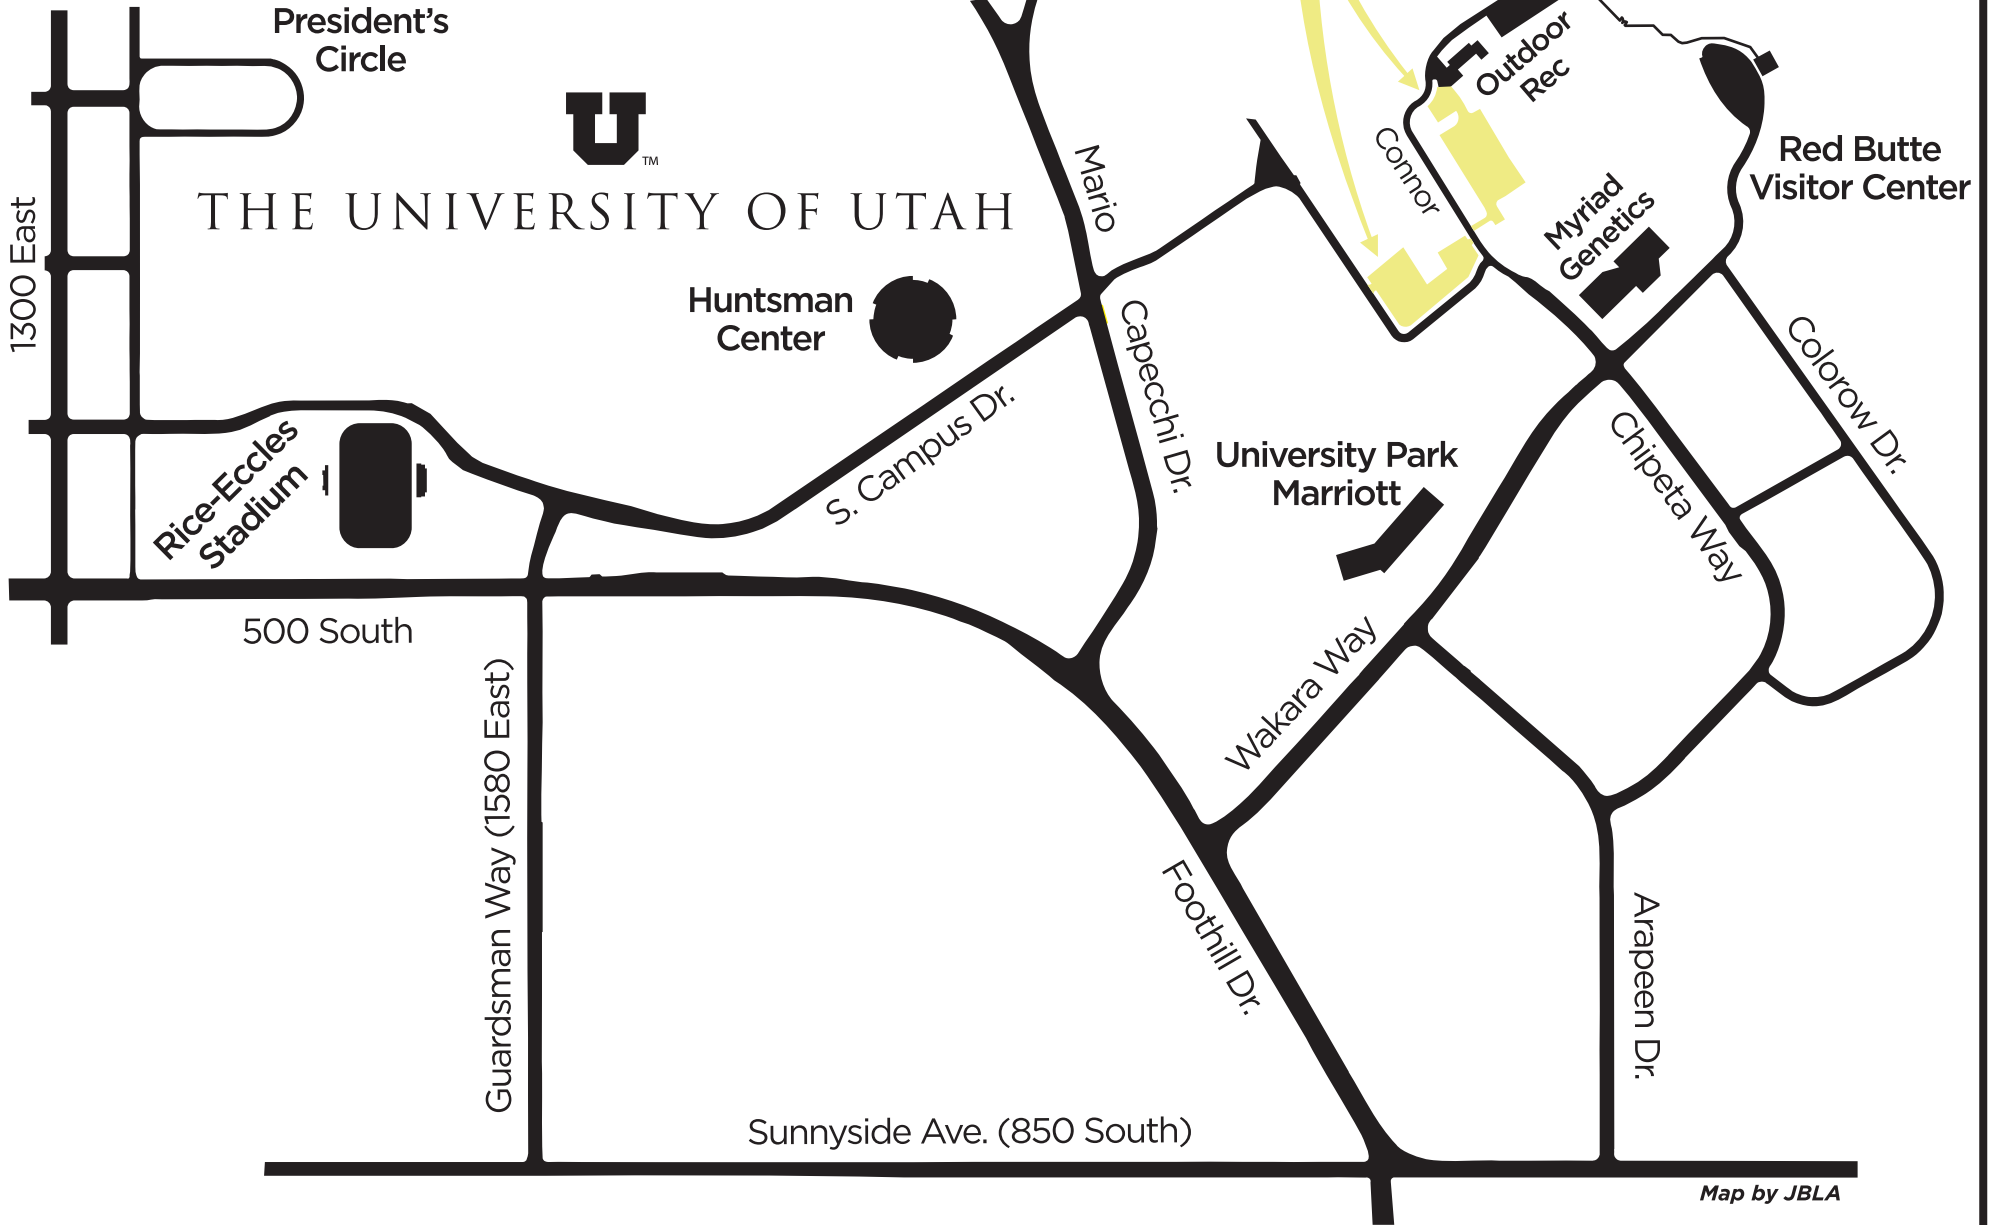 President's
Circle
U
TM
THE UNIVERSITY OF UTAH
1300 East
Huntsman
Center
Mario
Capecchi Dr.
Outdoor
Rec
Connor
Red Butte
Visitor Center
Myriad
Genetics
Colorow Dr.
S. Campus Dr.
Rice-Eccles
Stadium
University Park
Marriott
Chipeta Way
500 South
Wakara Way
Guardsman Way (1580 East)
Foothill Dr.
Arapeen Dr.
Sunnyside Ave. (850 South)
Map by JBLA